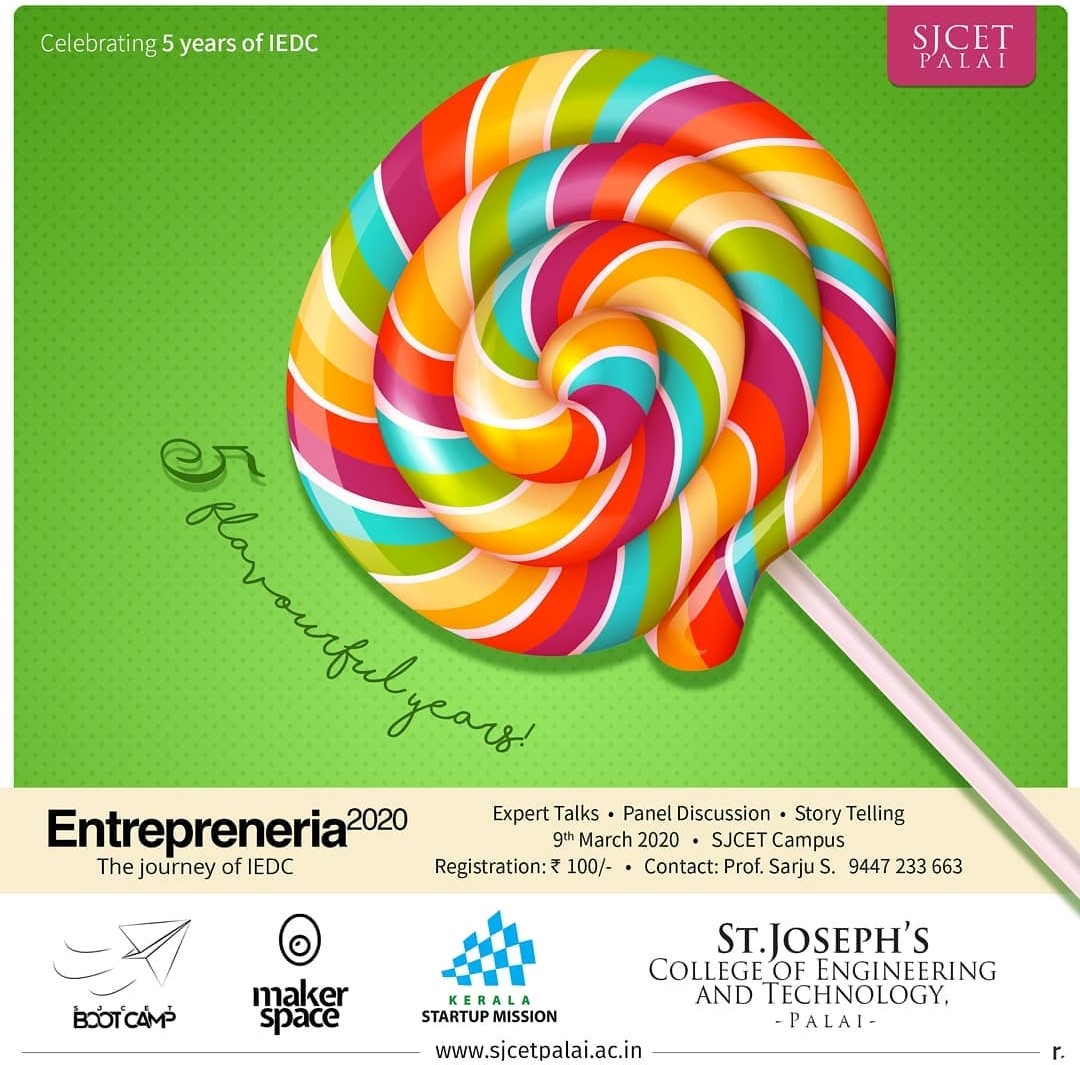 Celebrating 5 years of IEDC
SJCET
PALAI
5
flavourful years!
Entrepreneria2020
The journey of IEDC
Expert Talks • Panel Discussion • Story Telling
9th March 2020 • SJCET Campus
Registration: ₹ 100/- • Contact: Prof. Sarju S. 9447 233 663
SJCET
BOOT CAMP
maker
space
KERALA
STARTUP MISSION
ST.JOSEPH'S
COLLEGE OF ENGINEERING
AND TECHNOLOGY,
-PALAI-
www.sjcetpalai.ac.in
r.